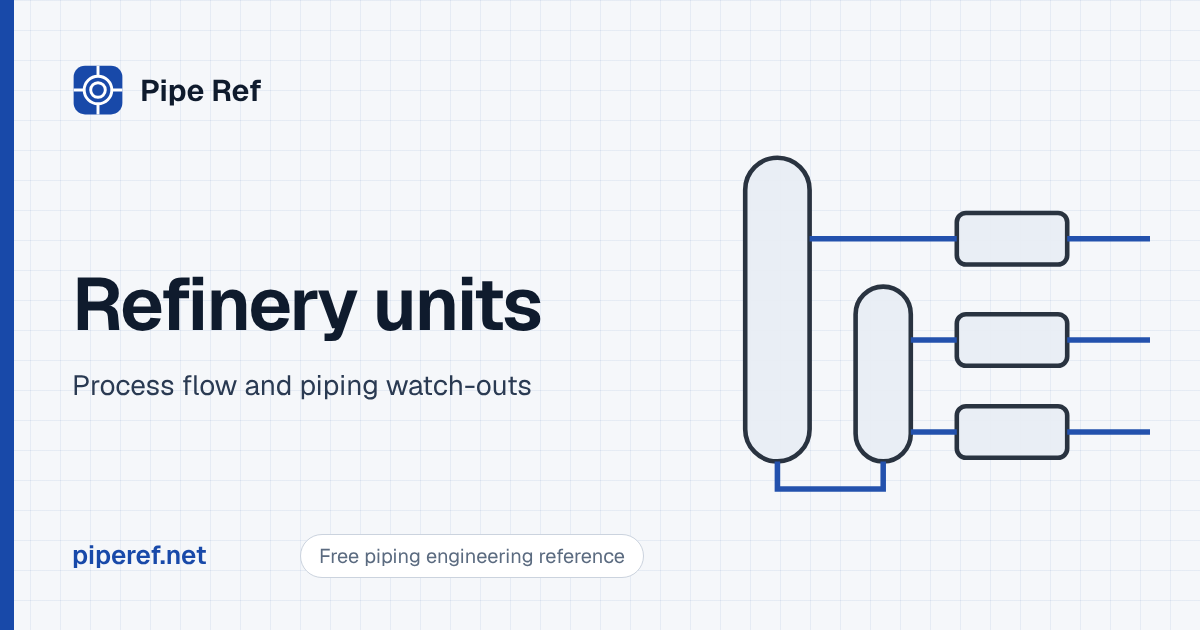 Pipe Ref
Refinery units
Process flow and piping watch-outs
piperef.net
Free piping engineering reference